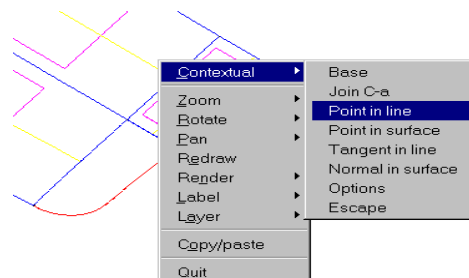 Contextual
Zoom
Rotate
Pan
Redraw
Render
Label
Layer
Copy/paste
Quit
Base
Join C-a
Point in line
Point in surface
Tangent in line
Normal in surface
Options
Escape